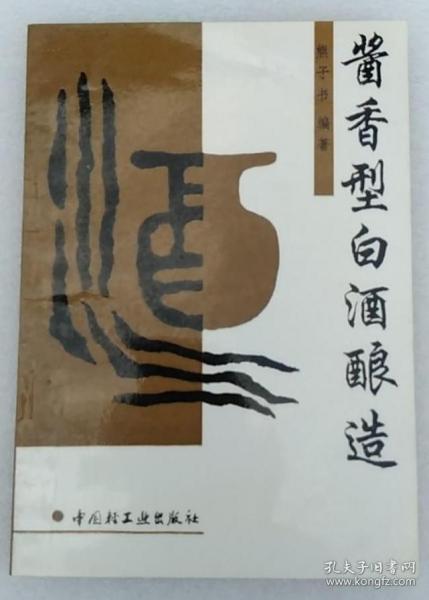 酱香型白酒酿造
熊子书 编著
中国轻工业出版社
孔夫子旧书网
www.kongfz.com